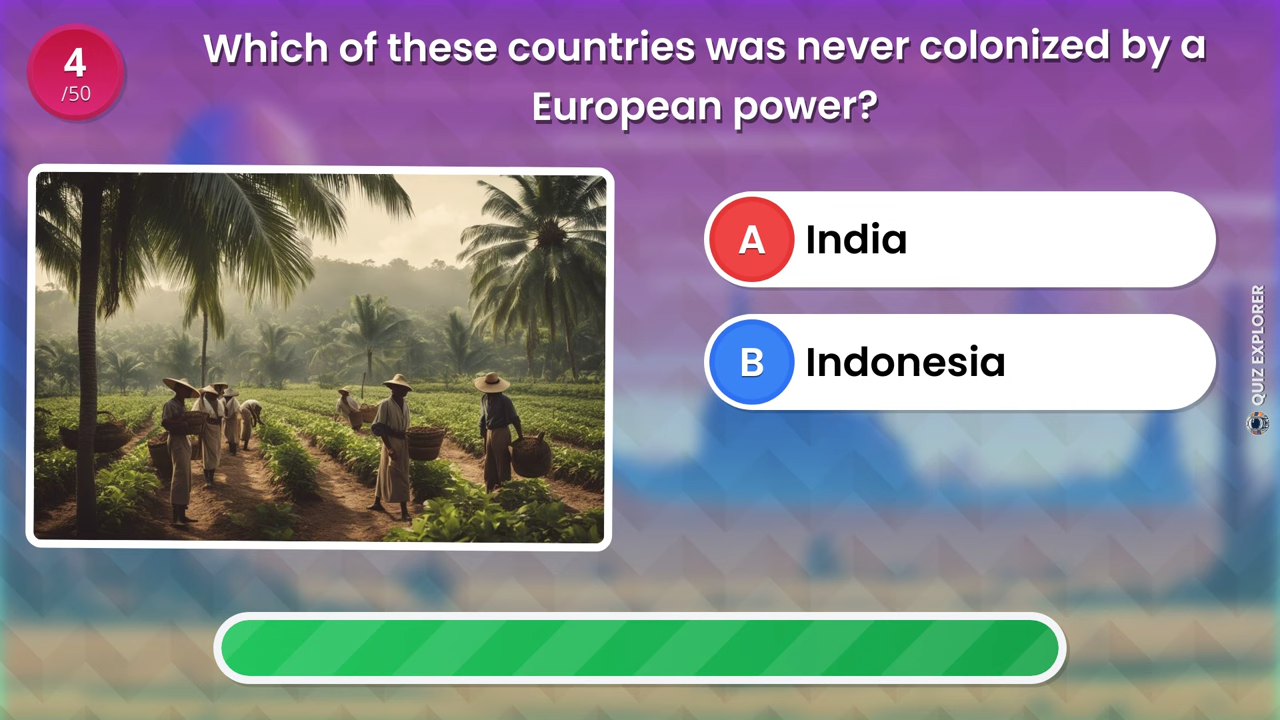 4
/50
Which of these countries was never colonized by a
European power?
A India
B Indonesia
QUIZ EXPLORER